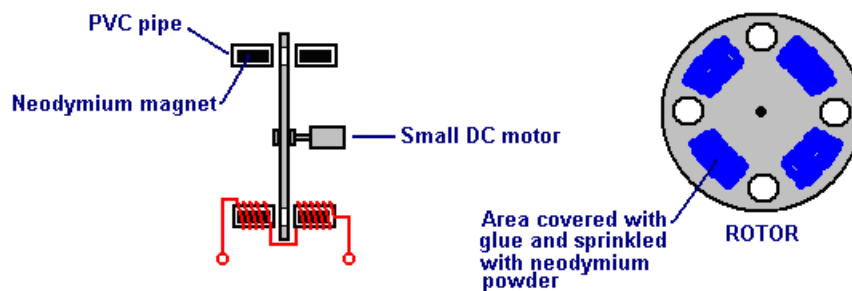 PVC pipe
Neodymium magnet
Small DC motor
Area covered with
glue and sprinkled
with neodymium
powder
ROTOR